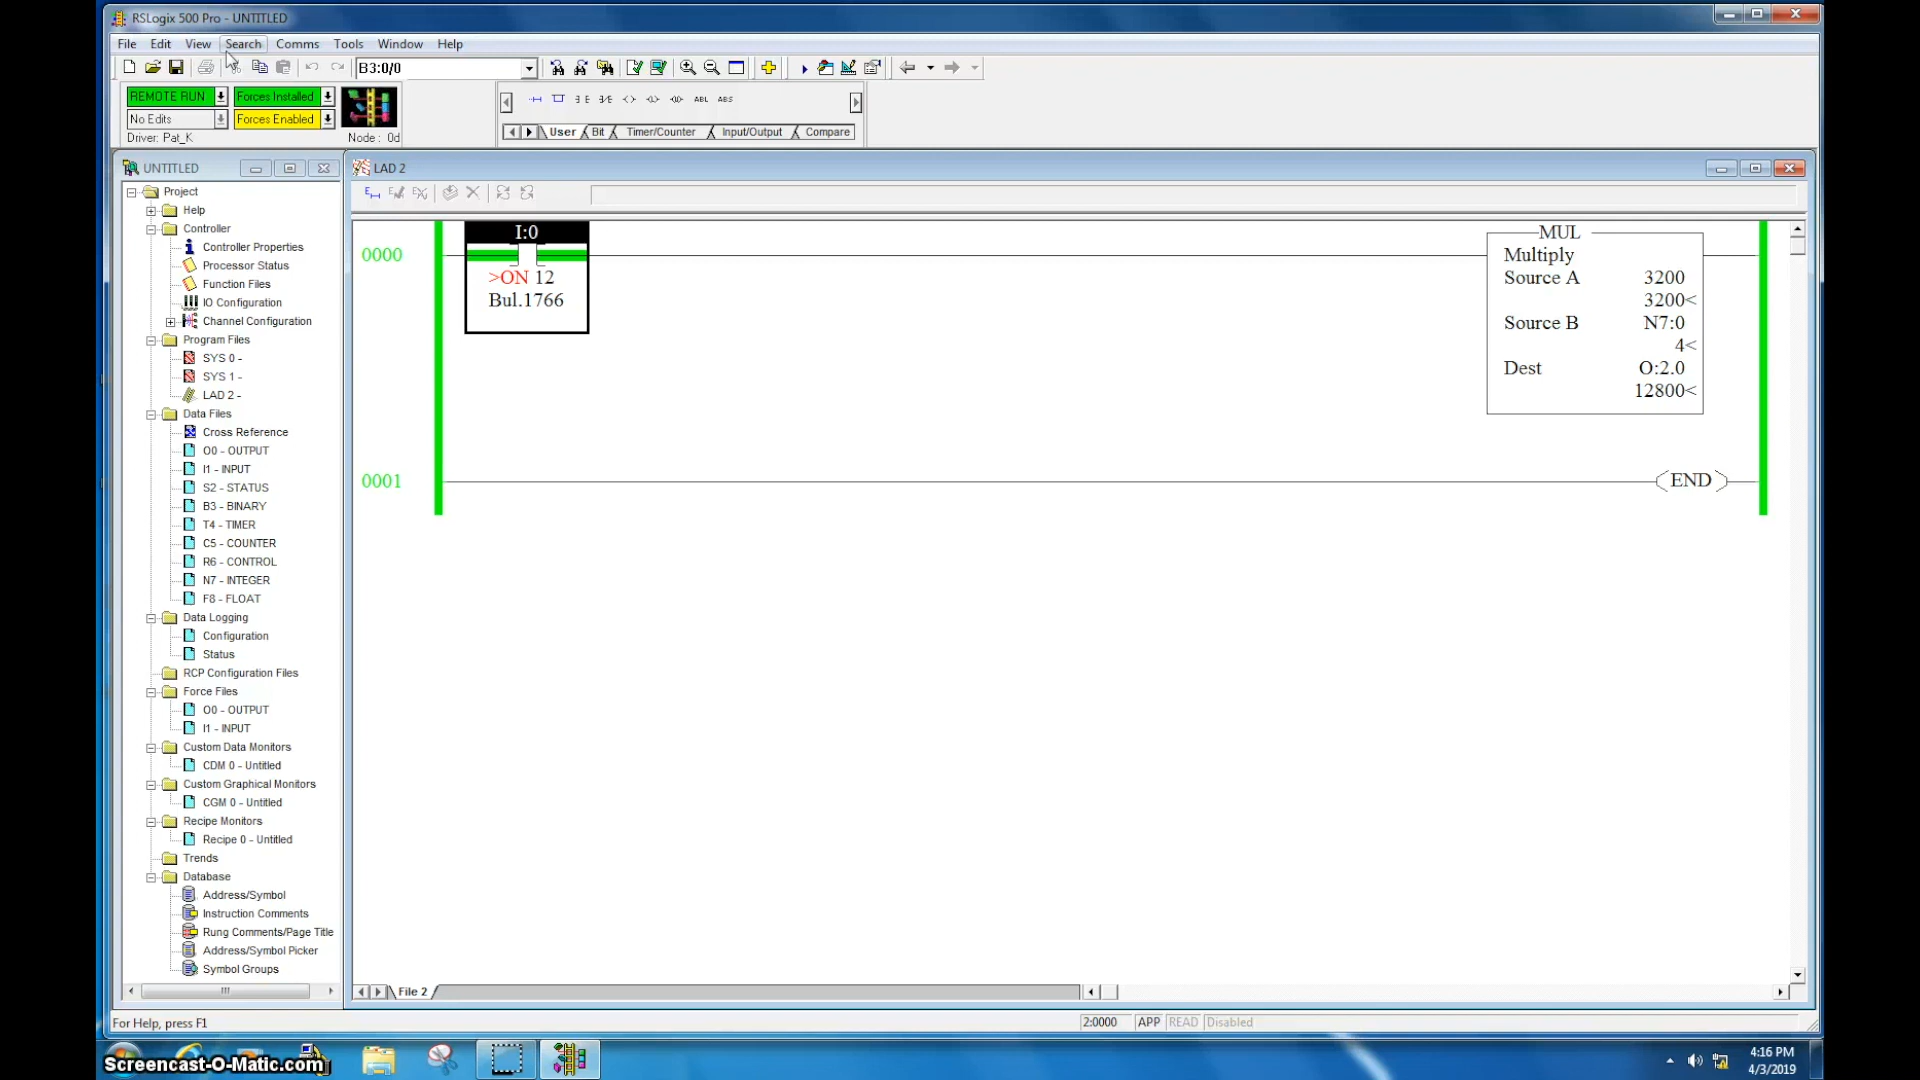 RSLogix 500 Pro - UNTITLED
File Edit View Search Comms Tools Window Help
B3:0/0
REMOTE RUN Forces Installed
No Edits Forces Enabled
Driver: Pat_K Node : 0d
ABL ABS
User Bit Timer/Counter Input/Output Compare
UNTITLED
Project
Help
Controller
Controller Properties
Processor Status
Function Files
IO Configuration
Channel Configuration
Program Files
SYS 0 -
SYS 1 -
LAD 2 -
Data Files
Cross Reference
O0 - OUTPUT
I1 - INPUT
S2 - STATUS
B3 - BINARY
T4 - TIMER
C5 - COUNTER
R6 - CONTROL
N7 - INTEGER
F8 - FLOAT
Data Logging
Configuration
Status
RCP Configuration Files
Force Files
O0 - OUTPUT
I1 - INPUT
Custom Data Monitors
CDM 0 - Untitled
Custom Graphical Monitors
CGM 0 - Untitled
Recipe Monitors
Recipe 0 - Untitled
Trends
Database
Address/Symbol
Instruction Comments
Rung Comments/Page Title
Address/Symbol Picker
Symbol Groups
LAD 2
0000
I:0
>ON 12
Bul.1766
MUL
Multiply
Source A 3200
3200<
Source B N7:0
4<
Dest O:2.0
12800<
0001
END
File 2
For Help, press F1
2:0000 APP READ Disabled
Screencast-O-Matic.com
4:16 PM
4/3/2019